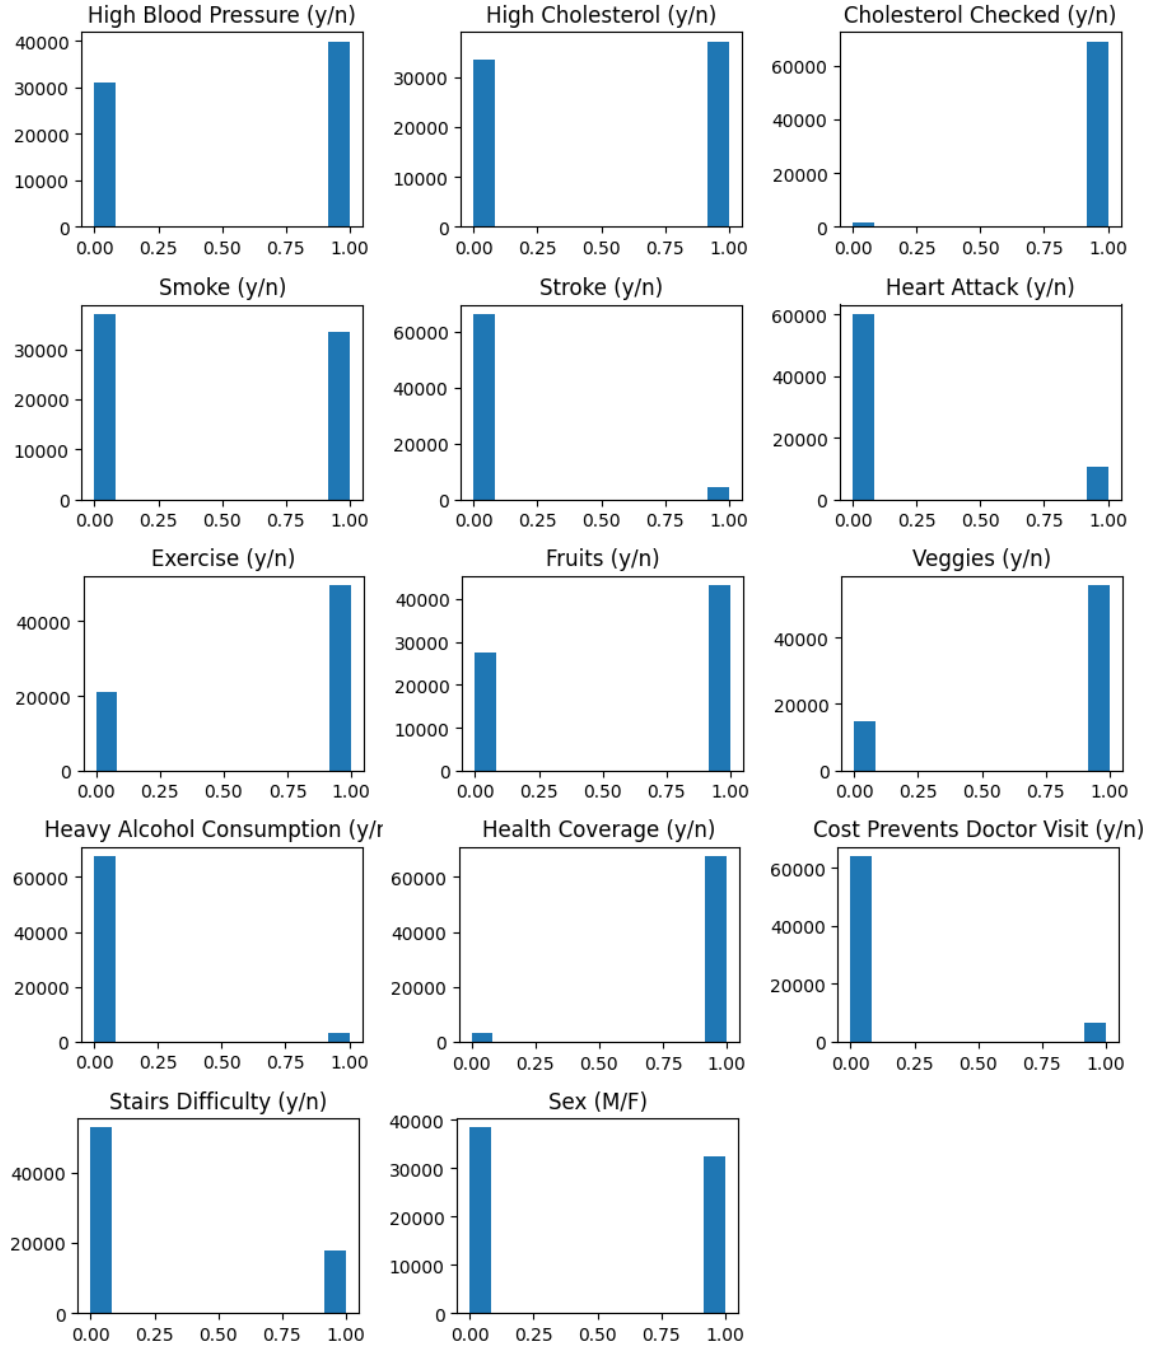 High Blood Pressure (y/n)
40000
30000
20000
10000
0
0.00 0.25 0.50 0.75 1.00
High Cholesterol (y/n)
30000
20000
10000
0
0.00 0.25 0.50 0.75 1.00
Cholesterol Checked (y/n)
60000
40000
20000
0
0.00 0.25 0.50 0.75 1.00
Smoke (y/n)
30000
20000
10000
0
0.00 0.25 0.50 0.75 1.00
Stroke (y/n)
60000
40000
20000
0
0.00 0.25 0.50 0.75 1.00
Heart Attack (y/n)
60000
40000
20000
0
0.00 0.25 0.50 0.75 1.00
Exercise (y/n)
40000
20000
0
0.00 0.25 0.50 0.75 1.00
Fruits (y/n)
40000
30000
20000
10000
0
0.00 0.25 0.50 0.75 1.00
Veggies (y/n)
40000
20000
0
0.00 0.25 0.50 0.75 1.00
Heavy Alcohol Consumption (y/r
60000
40000
20000
0
0.00 0.25 0.50 0.75 1.00
Health Coverage (y/n)
60000
40000
20000
0
0.00 0.25 0.50 0.75 1.00
Cost Prevents Doctor Visit (y/n)
60000
40000
20000
0
0.00 0.25 0.50 0.75 1.00
Stairs Difficulty (y/n)
40000
20000
0
0.00 0.25 0.50 0.75 1.00
Sex (M/F)
40000
30000
20000
10000
0
0.00 0.25 0.50 0.75 1.00